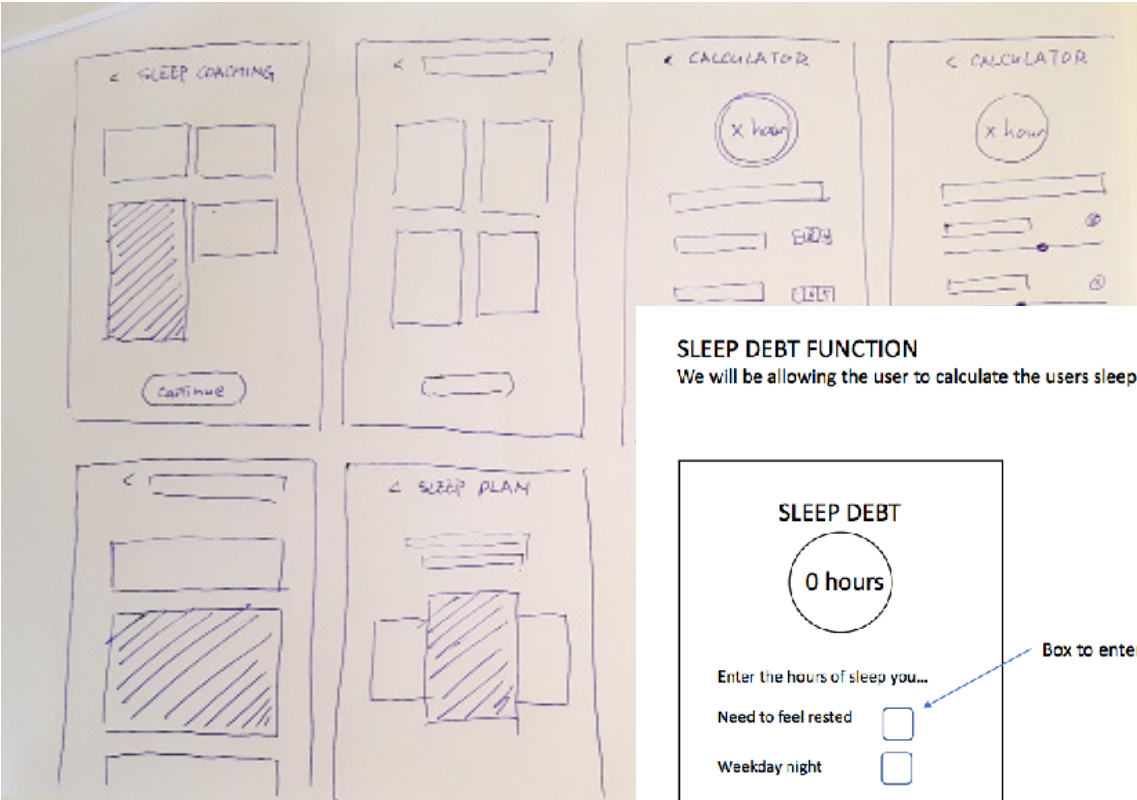 < SLEEP COACHING
<
< CALCULATOR
< CALCULATOR
x hour
x hour
Continue
<
< SLEEP PLAN
SLEEP DEBT FUNCTION
We will be allowing the user to calculate the users sleep
SLEEP DEBT
0 hours
Box to enter
Enter the hours of sleep you...
Need to feel rested
Weekday night